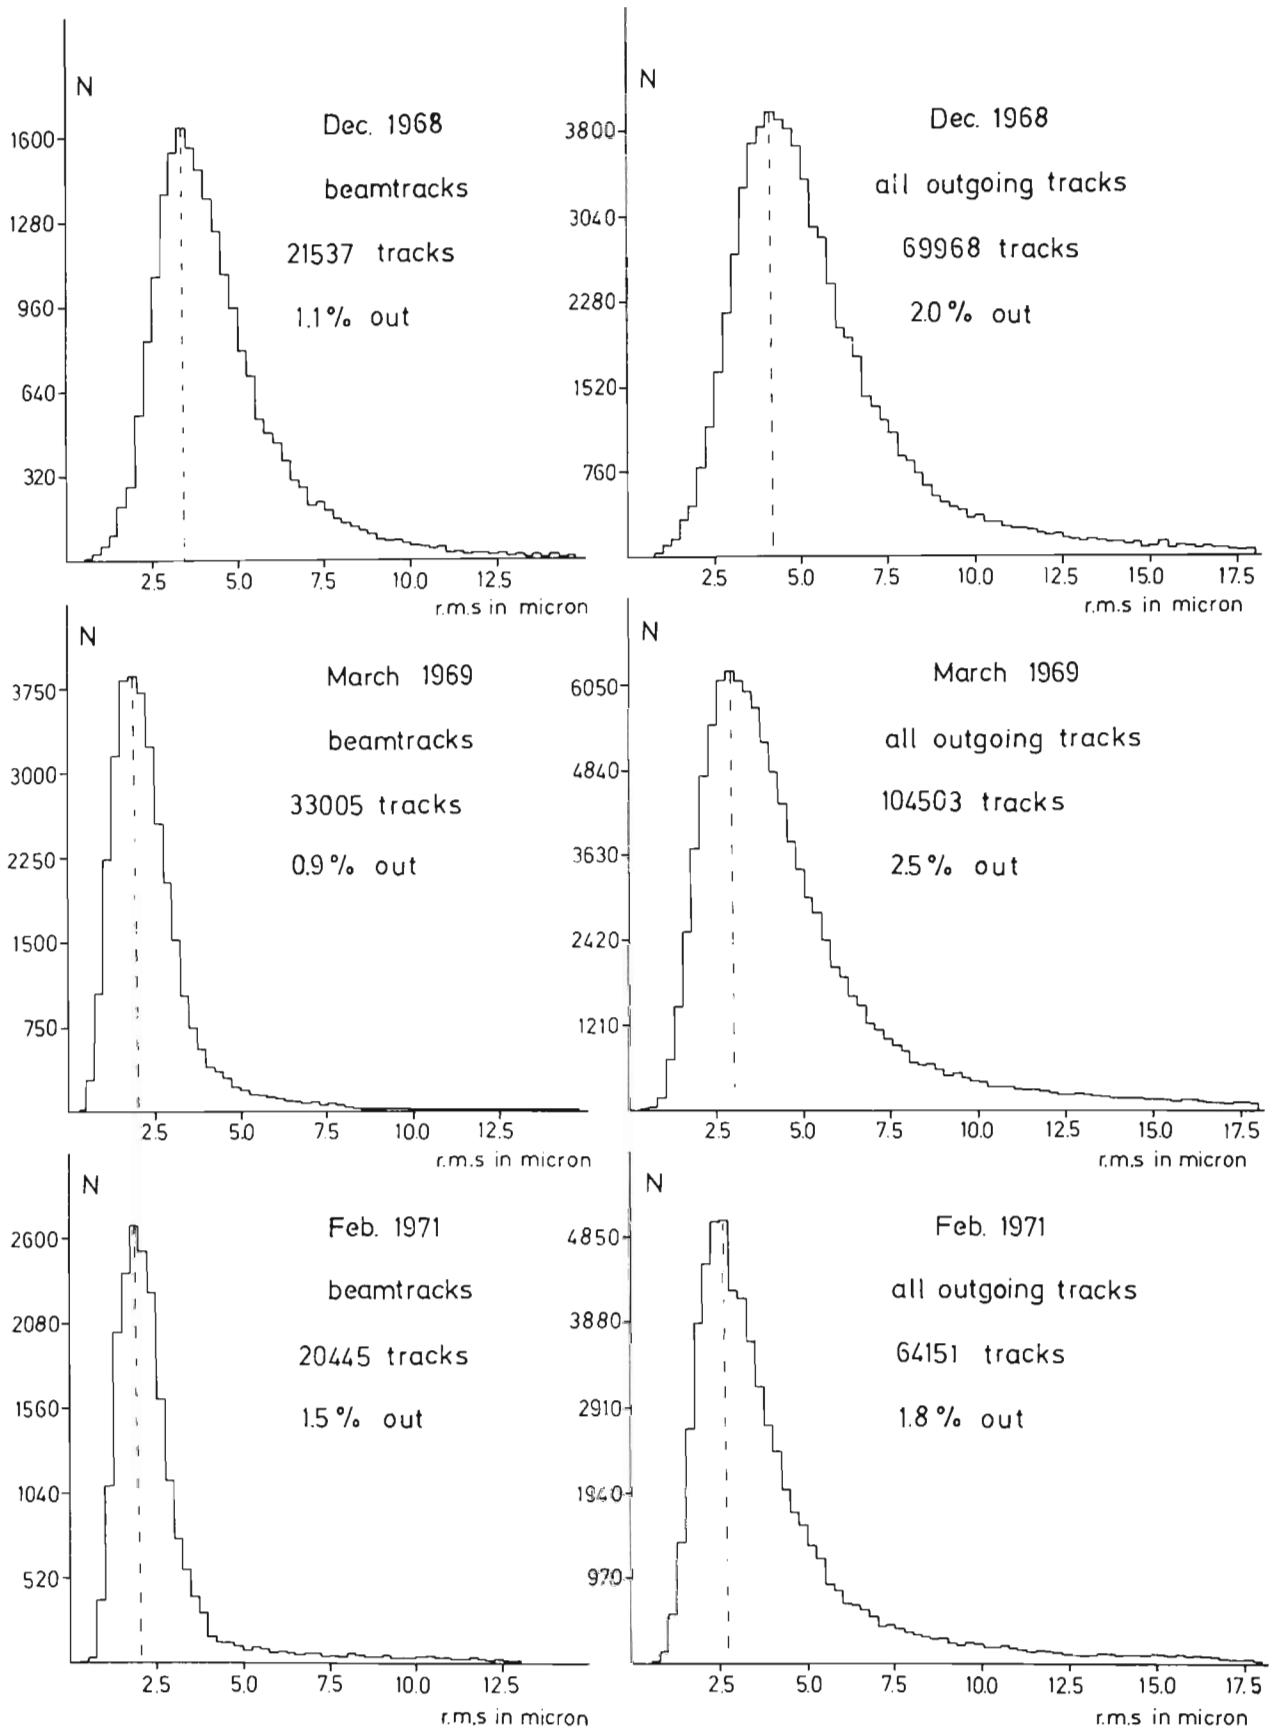 N
Dec. 1968
beamtracks
21537 tracks
1.1% out
1600
1280
960
640
320
2.5 5.0 7.5 10.0 12.5
r.m.s in micron
N
Dec. 1968
all outgoing tracks
69968 tracks
2.0% out
3800
3040
2280
1520
760
2.5 5.0 7.5 10.0 12.5 15.0 17.5
r.m.s in micron
N
March 1969
beamtracks
33005 tracks
0.9% out
3750
3000
2250
1500
750
2.5 5.0 7.5 10.0 12.5
r.m.s in micron
N
March 1969
all outgoing tracks
104503 tracks
2.5% out
6050
4840
3630
2420
1210
2.5 5.0 7.5 10.0 12.5 15.0 17.5
r.m.s in micron
N
Feb. 1971
beamtracks
20445 tracks
1.5% out
2600
2080
1560
1040
520
2.5 5.0 7.5 10.0 12.5
r.m.s in micron
N
Feb. 1971
all outgoing tracks
64151 tracks
1.8% out
4850
3880
2910
1940
970
2.5 5.0 7.5 10.0 12.5 15.0 17.5
r.m.s in micron